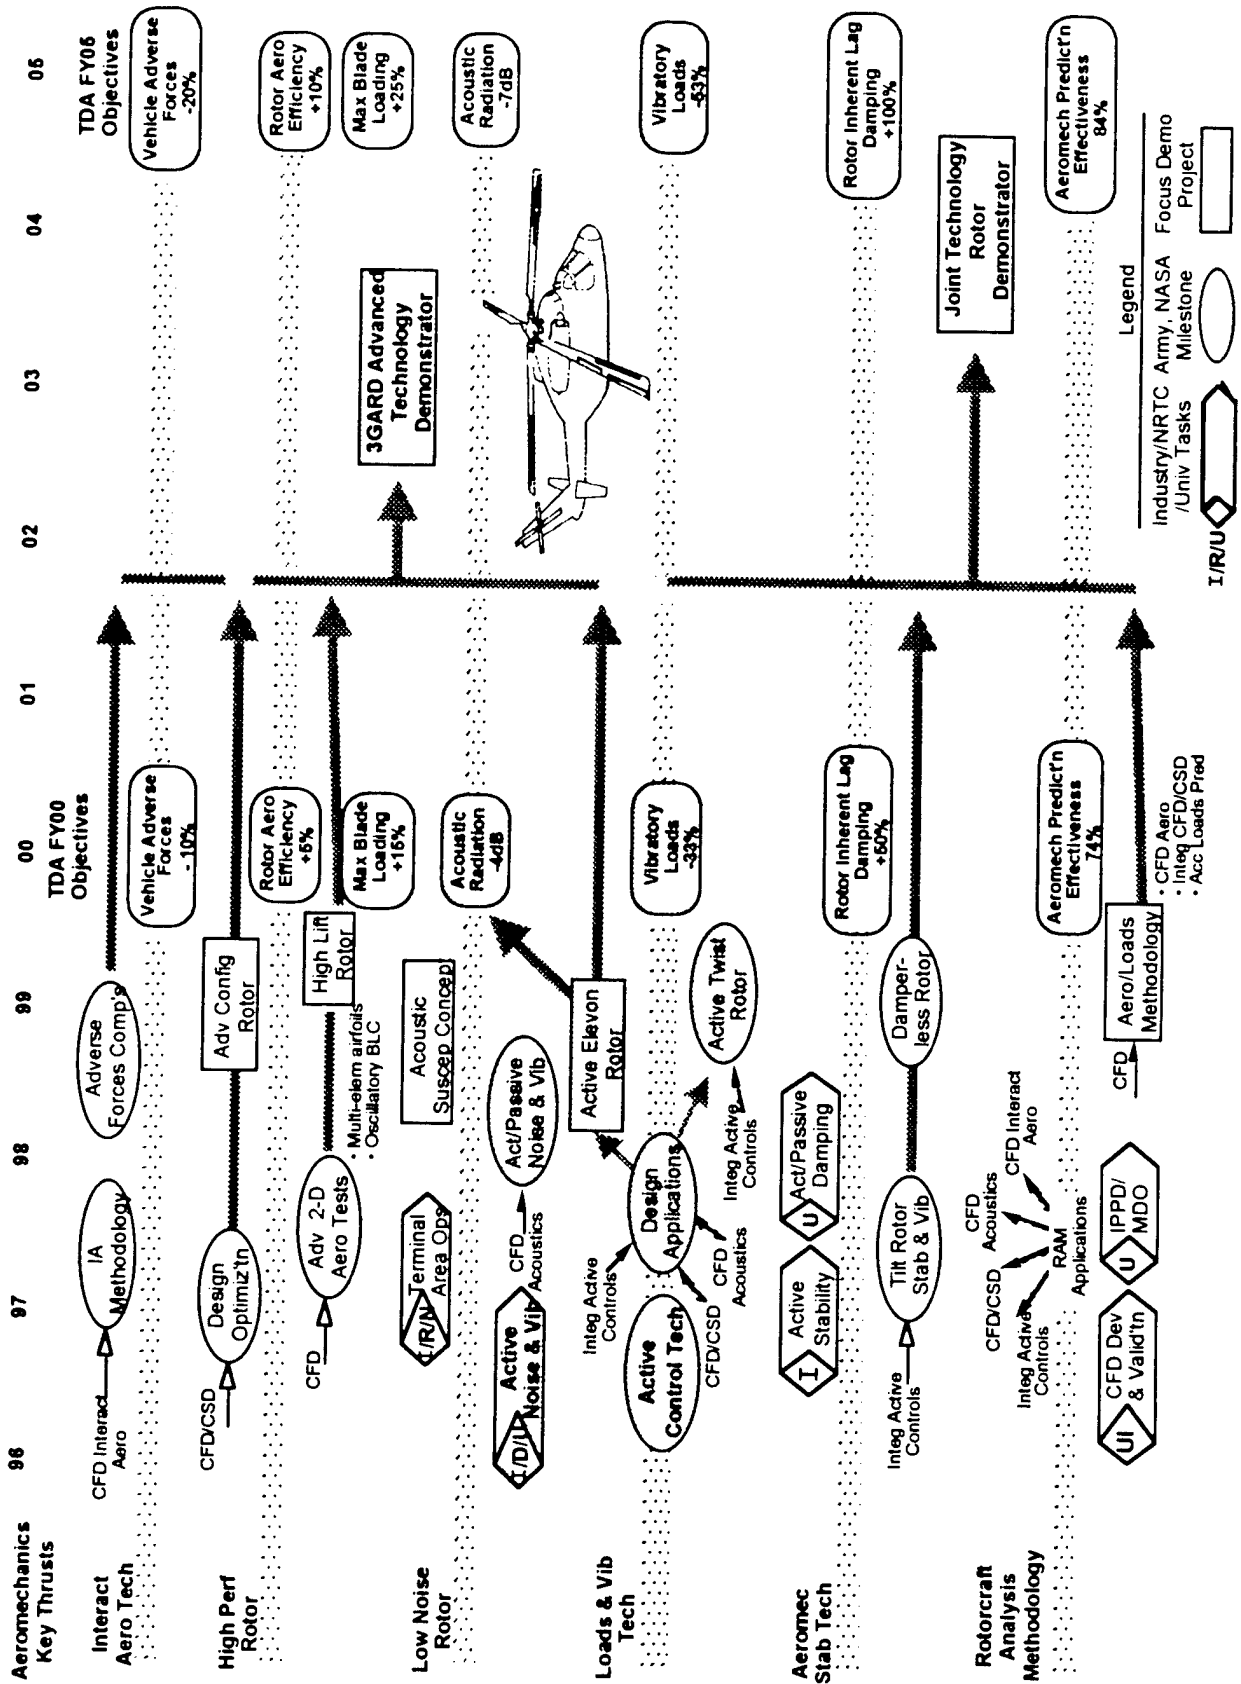 Aeromechanics
Key Thrusts
96
97
98
99
00
01
02
03
04
05
TDA FY00
Objectives
TDA FY05
Objectives
Interact
Aero Tech
CFD Interact
Aero
IA
Methodology
Adverse
Forces Comp's
Vehicle Adverse
Forces
- 10%
Vehicle Adverse
Forces
-20%
High Perf
Rotor
CFD/CSD
Design
Optimiz'tn
Adv Config
Rotor
CFD
Adv 2-D
Aero Tests
• Multi-elem airfoils
• Oscillatory BLC
High Lift
Rotor
Rotor Aero
Efficiency
+5%
Max Blade
Loading
+15%
Rotor Aero
Efficiency
+10%
Max Blade
Loading
+25%
3GARD Advanced
Technology
Demonstrator
Low Noise
Rotor
I/R/N
Terminal
Area Ops
Acoustic
Suscep Concep
I/D/U
Active
Noise & Vib
CFD
Acoustics
Act/Passive
Noise & Vib
Acoustic
Radiation
-4dB
Acoustic
Radiation
-7dB
Loads & Vib
Tech
Active
Control Tech
Integ Active
Controls
CFD/CSD
CFD
Acoustics
Design
Applications
Active Elevon
Rotor
Integ Active
Controls
Active Twist
Rotor
Vibratory
Loads
-33%
Vibratory
Loads
-53%
Aeromec
Stab Tech
I
Active
Stability
U
Act/Passive
Damping
Integ Active
Controls
Tilt Rotor
Stab & Vib
Damper-
less Rotor
Rotor Inherent Lag
Damping
+50%
Rotor Inherent Lag
Damping
+100%
Joint Technology
Rotor
Demonstrator
Rotorcraft
Analysis
Methodology
Integ Active
Controls
CFD/CSD
CFD
Acoustics
CFD Interact
Aero
RAM
Applications
UI
CFD Dev
& Valid'tn
U
IPPD/
MDO
CFD
Aero/Loads
Methodology
• CFD Aero
• Integ CFD/CSD
• Acc Loads Pred
Aeromech Predict'n
Effectiveness
74%
Aeromech Predict'n
Effectiveness
84%
Legend
Industry/NRTC
/Univ Tasks
Army, NASA
Milestone
Focus Demo
Project
I/R/U